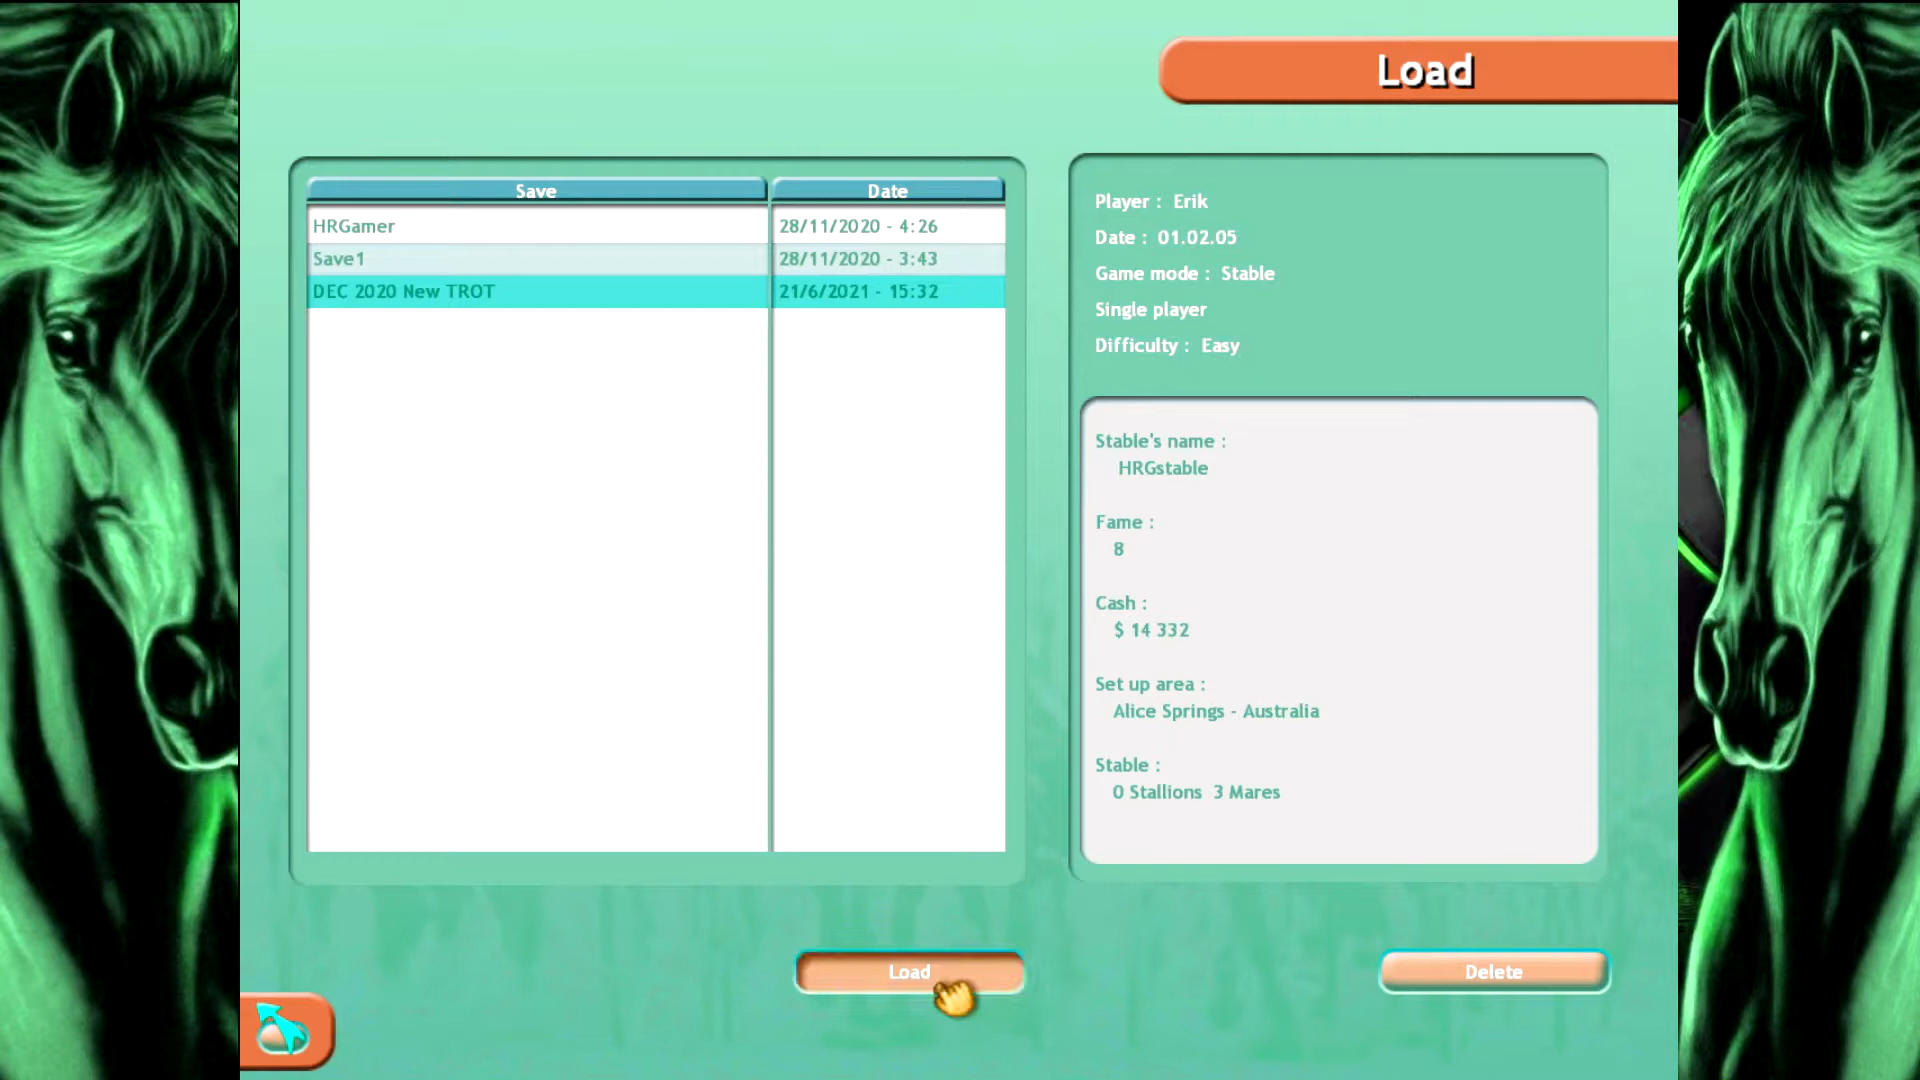 Load
Save Date
HRGamer 28/11/2020 - 4:26
Save1 28/11/2020 - 3:43
DEC 2020 New TROT 21/6/2021 - 15:32
Player : Erik
Date : 01.02.05
Game mode : Stable
Single player
Difficulty : Easy
Stable's name :
HRGstable
Fame :
8
Cash :
$ 14 332
Set up area :
Alice Springs - Australia
Stable :
0 Stallions 3 Mares
Load
Delete